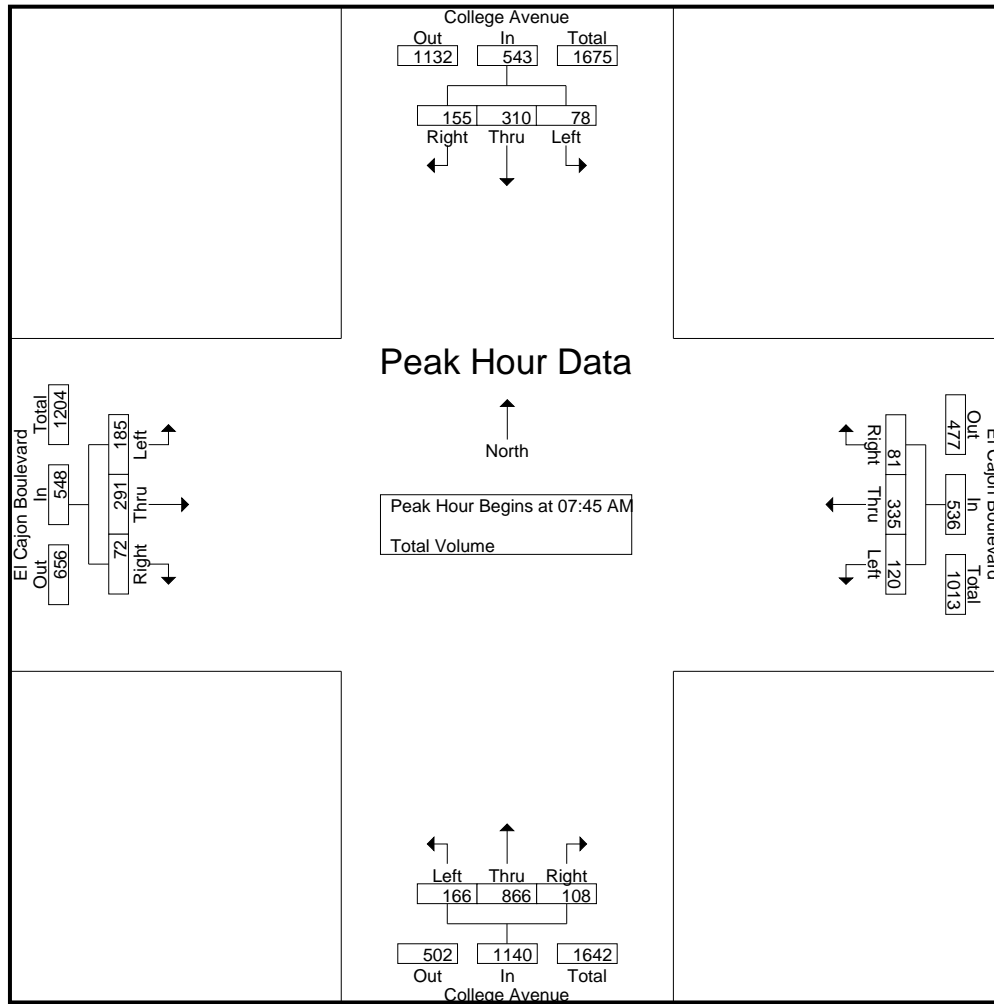 College Avenue
Out In Total
1132 543 1675
155 310 78
Right Thru Left
Peak Hour Data
North
Peak Hour Begins at 07:45 AM
Total Volume
El Cajon Boulevard
Out In Total
656 548 1204
72 291 185
Right Thru Left
El Cajon Boulevard
Out In Total
477 536 1013
81 335 120
Right Thru Left
Left Thru Right
166 866 108
502 1140 1642
Out In Total
College Avenue